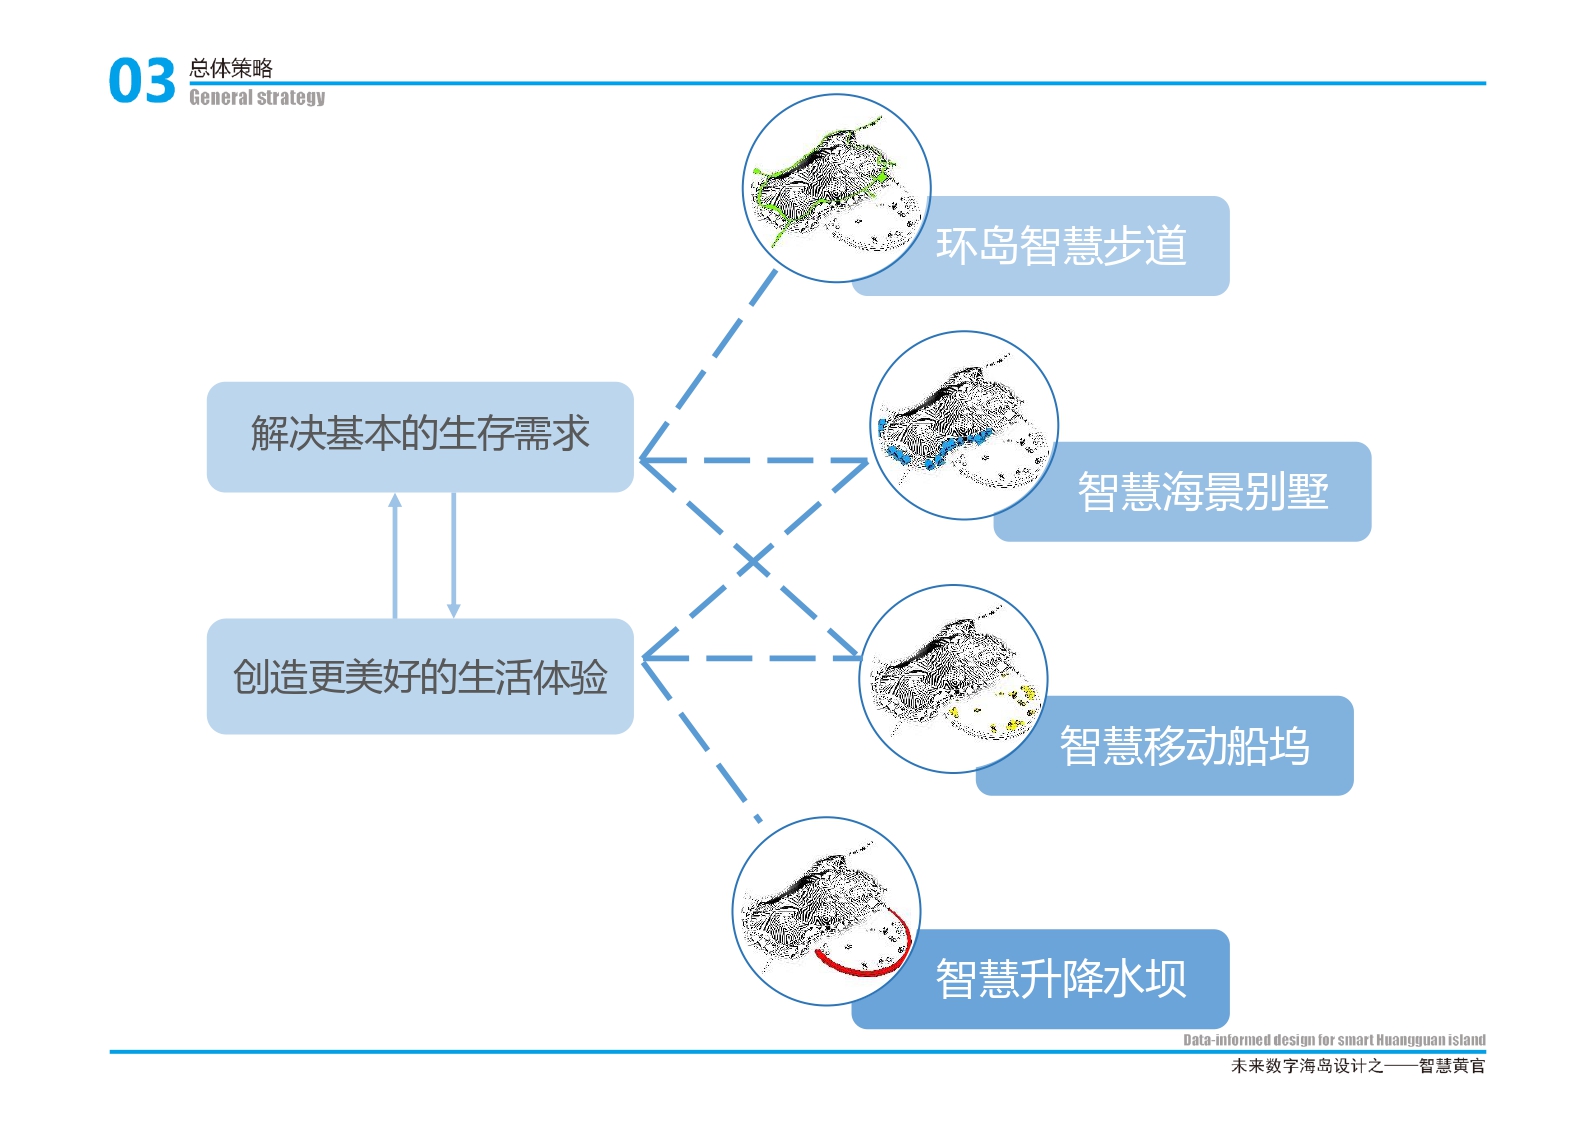 03
总体策略
General strategy
环岛智慧步道
解决基本的生存需求
智慧海景别墅
创造更美好的生活体验
智慧移动船坞
智慧升降水坝
Data-informed design for smart Huangguan island
未来数字海岛设计之——智慧黄官